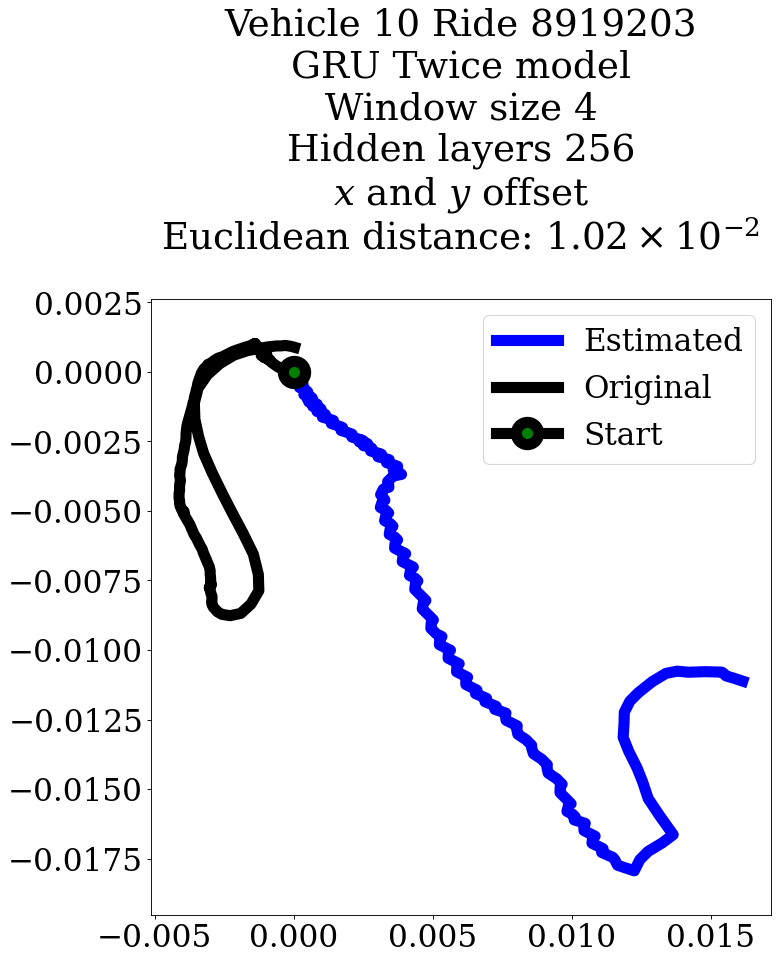 Vehicle 10 Ride 8919203
GRU Twice model
Window size 4
Hidden layers 256
x and y offset
Euclidean distance: 1.02 × 10⁻²
Estimated
Original
Start
0.0025
0.0000
−0.0025
−0.0050
−0.0075
−0.0100
−0.0125
−0.0150
−0.0175
−0.005 0.000 0.005 0.010 0.015